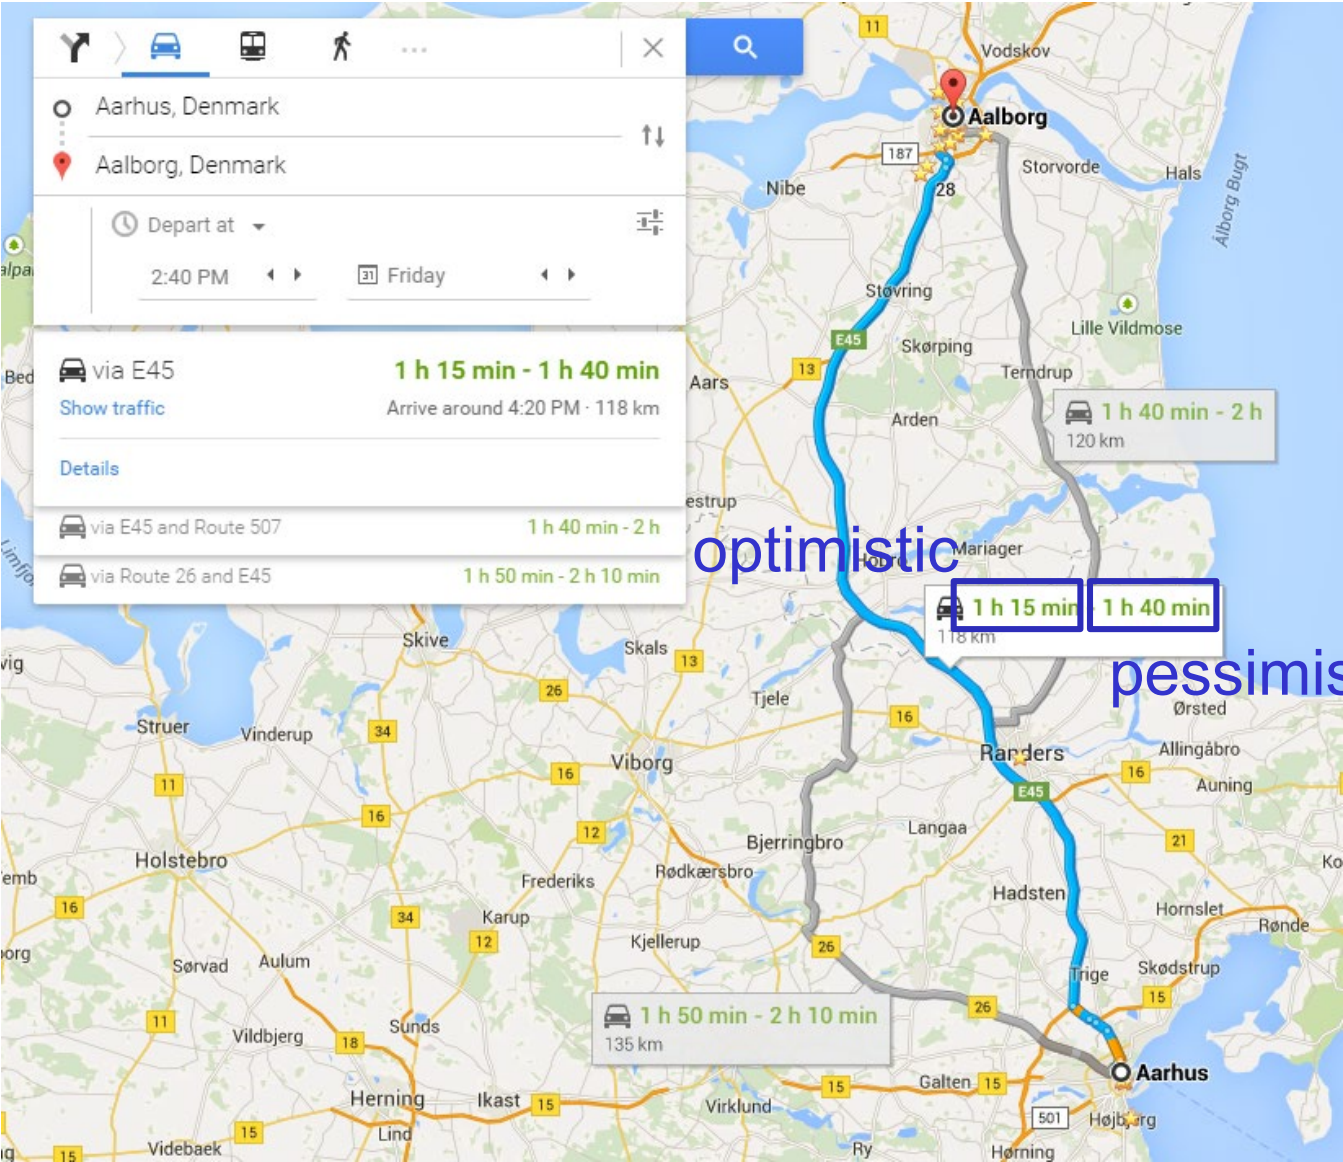 Aarhus, Denmark
Aalborg, Denmark
Depart at
2:40 PM
31 Friday
via E45 1 h 15 min - 1 h 40 min
Show traffic Arrive around 4:20 PM · 118 km
Details
via E45 and Route 507 1 h 40 min - 2 h
via Route 26 and E45 1 h 50 min - 2 h 10 min
11
Vodskov
Aalborg
187
28
Nibe
Storvorde
Hals
Ålborg Bugt
Støvring
E45
Skørping
Lille Vildmose
13
Terndrup
Aars
Arden
1 h 40 min - 2 h
120 km
optimistic
Mariager
1 h 15 min - 1 h 40 min
118 km
pessimis
Skive
Skals
13
26
Tjele
Ørsted
Struer
Vinderup
34
16
Randers
Allingåbro
Viborg
16
16
Auning
11
E45
16
12
Langaa
Bjerringbro
21
Holstebro
Rødkærsbro
Frederiks
Hadsten
16
34
Karup
Hornslet
Rønde
12
Kjellerup
26
Sørvad
Aulum
Trige
Skødstrup
15
26
1 h 50 min - 2 h 10 min
135 km
11
Vildbjerg
18
Sunds
Aarhus
Galten
15
15
Herning
Ikast
15
Virklund
501
Højbjerg
15
Lind
15
Videbaek
Ry
Hørning